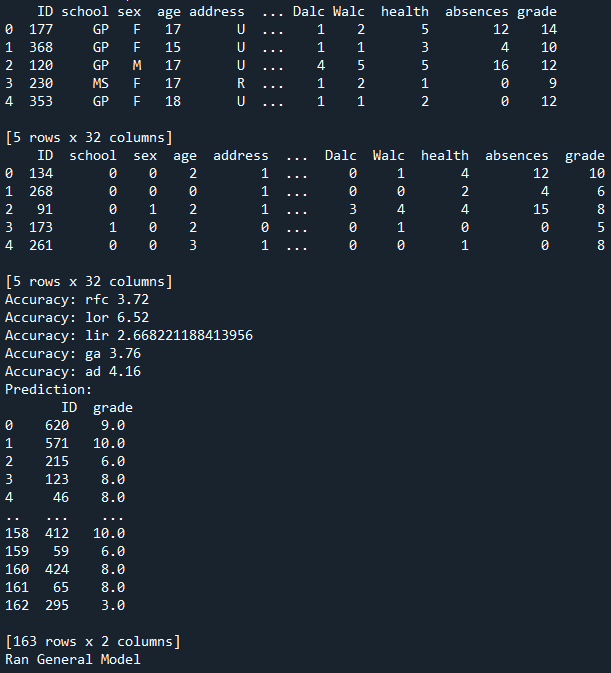 ID school sex age address ... Dalc Walc health absences grade
0 177 GP F 17 U ... 1 2 5 12 14
1 368 GP F 15 U ... 1 1 3 4 10
2 120 GP M 17 U ... 4 5 5 16 12
3 230 MS F 17 R ... 1 2 1 0 9
4 353 GP F 18 U ... 1 1 2 0 12
[5 rows x 32 columns]
ID school sex age address ... Dalc Walc health absences grade
0 134 0 0 2 1 ... 0 1 4 12 10
1 268 0 0 0 1 ... 0 0 2 4 6
2 91 0 1 2 1 ... 3 4 4 15 8
3 173 1 0 2 0 ... 0 1 0 0 5
4 261 0 0 3 1 ... 0 0 1 0 8
[5 rows x 32 columns]
Accuracy: rfc 3.72
Accuracy: lor 6.52
Accuracy: lir 2.668221188413956
Accuracy: ga 3.76
Accuracy: ad 4.16
Prediction:
ID grade
0 620 9.0
1 571 10.0
2 215 6.0
3 123 8.0
4 46 8.0
.. ... ...
158 412 10.0
159 59 6.0
160 424 8.0
161 65 8.0
162 295 3.0
[163 rows x 2 columns]
Ran General Model